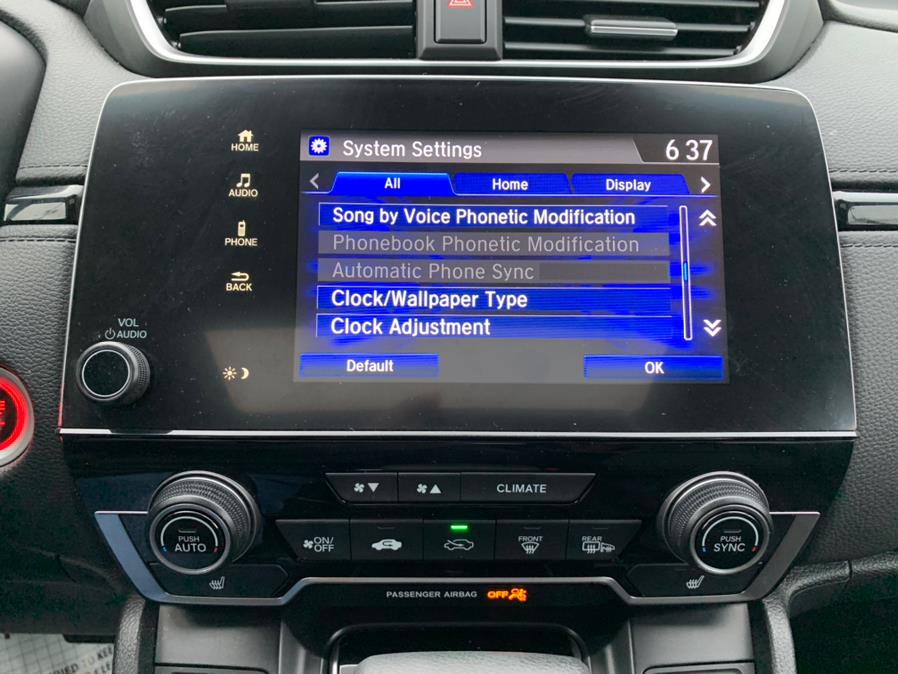 System Settings
6 37
All
Home
Display
Song by Voice Phonetic Modification
Phonebook Phonetic Modification
Automatic Phone Sync
Clock/Wallpaper Type
Clock Adjustment
Default
OK
HOME
AUDIO
PHONE
BACK
VOL
AUDIO
CLIMATE
ON/
OFF
FRONT
REAR
PUSH
AUTO
PUSH
SYNC
PASSENGER AIRBAG OFF